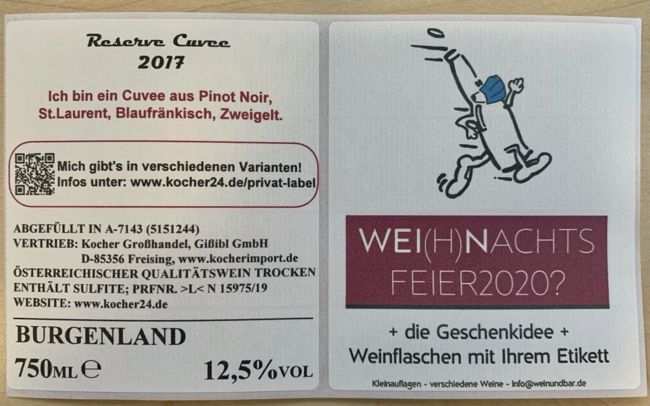 Reserve Cuvee
2017
Ich bin ein Cuvee aus Pinot Noir,
St.Laurent, Blaufränkisch, Zweigelt.
Mich gibt's in verschiedenen Varianten!
Infos unter: www.kocher24.de/privat-label
ABGEFÜLLT IN A-7143 (5151244)
VERTRIEB: Kocher Großhandel, Gißibl GmbH
D-85356 Freising, www.kocherimport.de
ÖSTERREICHISCHER QUALITÄTSWEIN TROCKEN
ENTHÄLT SULFITE; PRFNR. >L< N 15975/19
WEBSITE: www.kocher24.de
BURGENLAND
750ML ℮ 12,5%VOL
WEI(H)NACHTS
FEIER2020?
+ die Geschenkidee +
Weinflaschen mit Ihrem Etikett
Kleinauflagen - verschiedene Weine - info@weinundbar.de